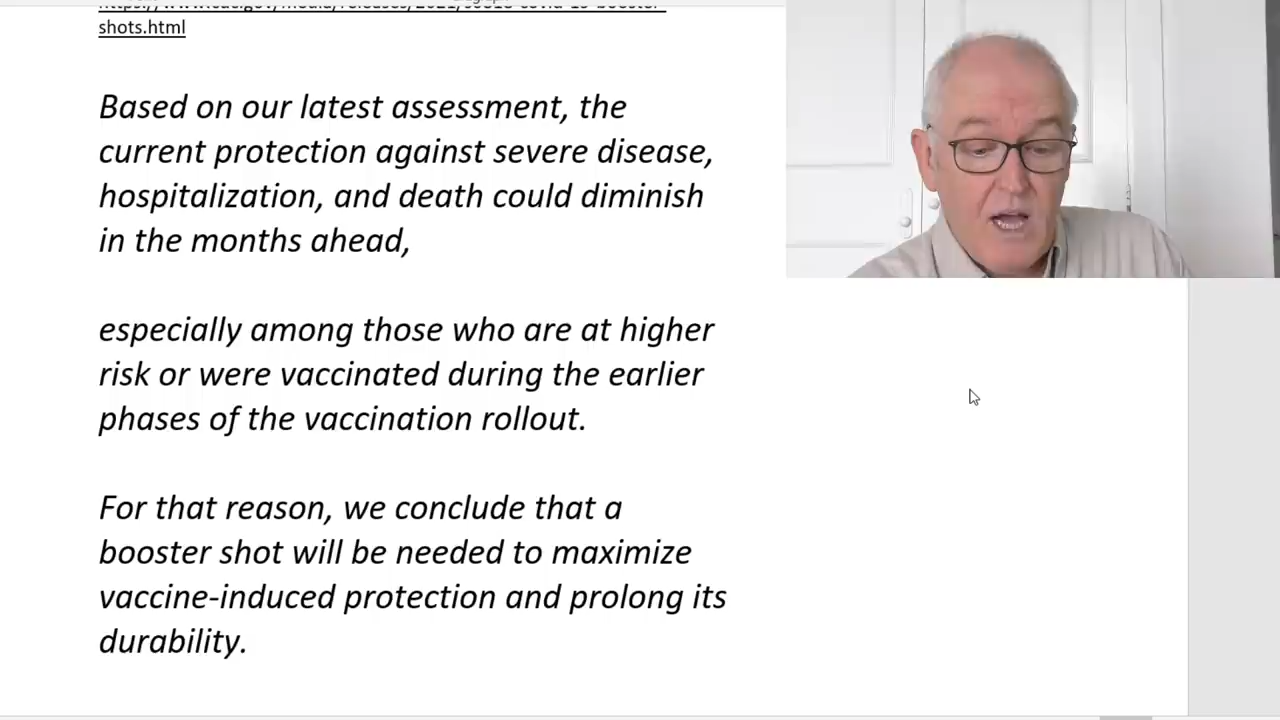 shots.html
Based on our latest assessment, the
current protection against severe disease,
hospitalization, and death could diminish
in the months ahead,
especially among those who are at higher
risk or were vaccinated during the earlier
phases of the vaccination rollout.
For that reason, we conclude that a
booster shot will be needed to maximize
vaccine-induced protection and prolong its
durability.